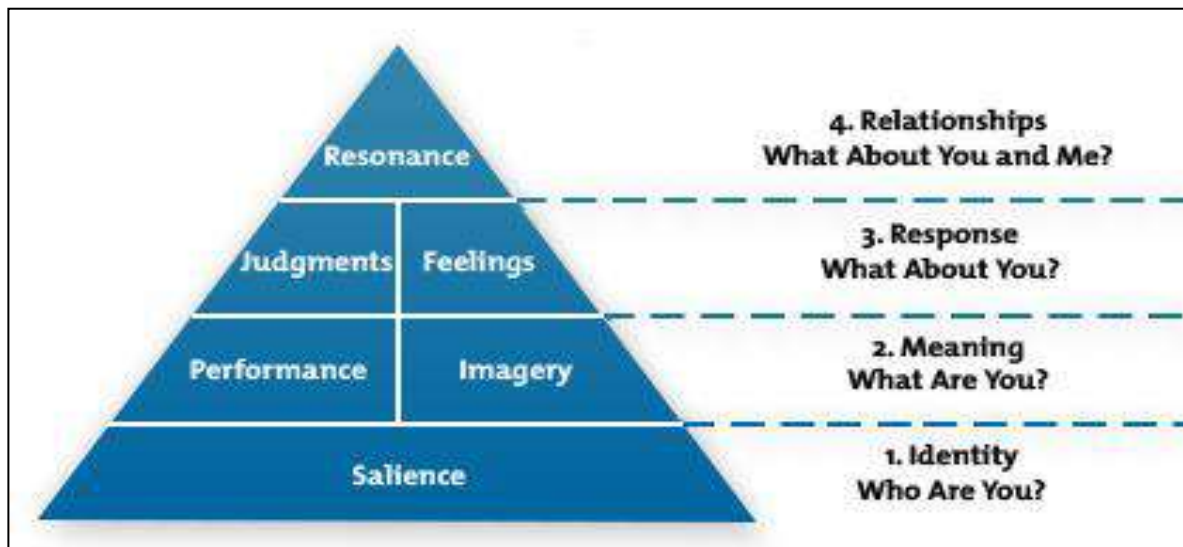 Resonance
4. Relationships
What About You and Me?
Judgments
Feelings
3. Response
What About You?
Performance
Imagery
2. Meaning
What Are You?
Salience
1. Identity
Who Are You?